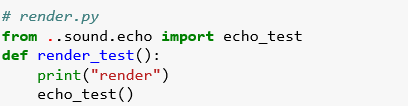 # render.py
from ..sound.echo import echo_test
def render_test():
    print("render")
    echo_test()